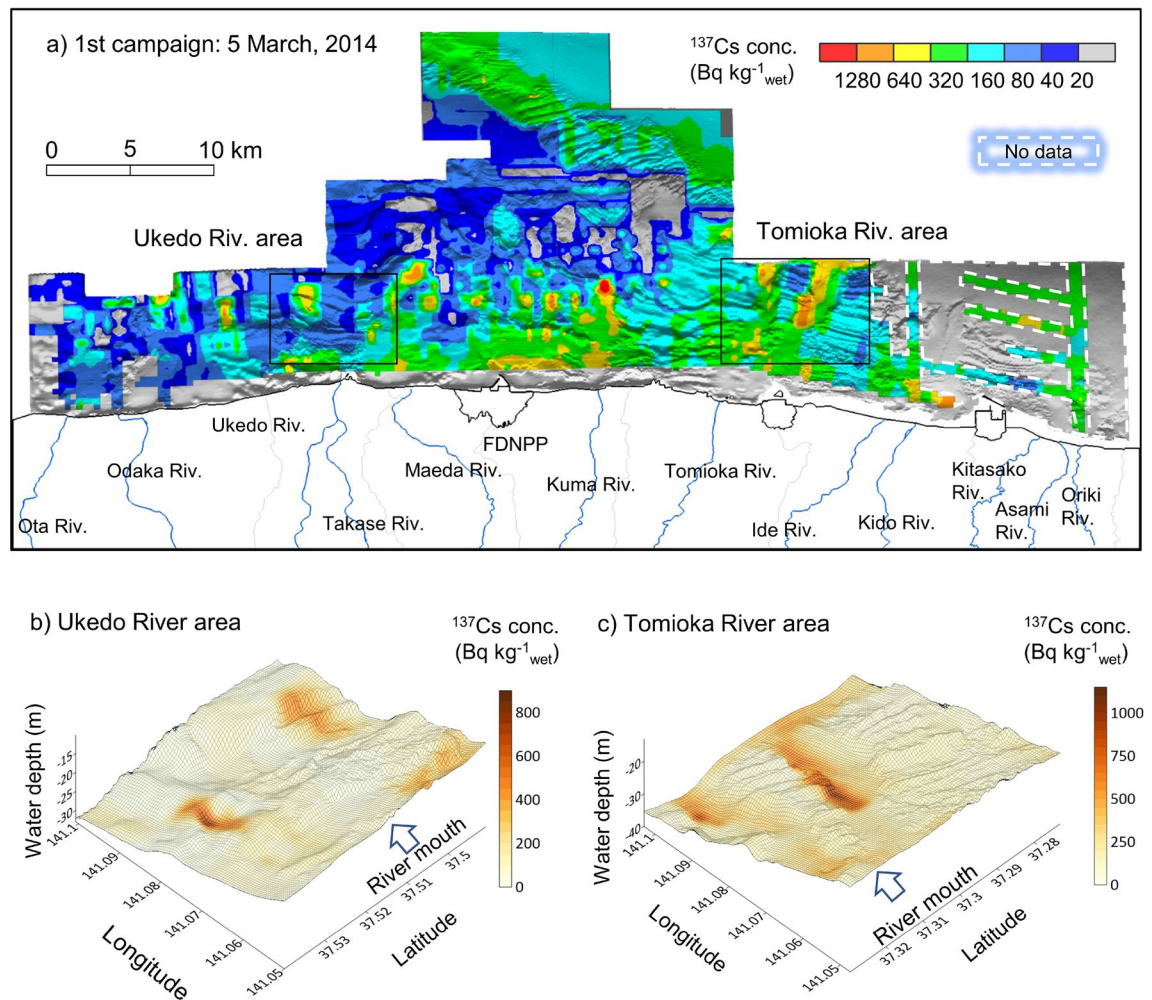 a) 1st campaign: 5 March, 2014
137Cs conc.
(Bq kg-1wet)
1280 640 320 160 80 40 20
No data
0 5 10 km
Ukedo Riv. area
Tomioka Riv. area
Ukedo Riv.
FDNPP
Odaka Riv.
Maeda Riv.
Kuma Riv.
Tomioka Riv.
Kitasako
Riv.
Ota Riv.
Takase Riv.
Ide Riv.
Kido Riv.
Asami
Riv.
Oriki
Riv.
b) Ukedo River area
137Cs conc.
(Bq kg-1wet)
800
600
400
200
0
Water depth (m)
-15
-20
-25
-30
141.1
141.09
141.08
141.07
141.06
141.05
Longitude
River mouth
37.5
37.51
37.52
37.53
Latitude
c) Tomioka River area
137Cs conc.
(Bq kg-1wet)
1000
750
500
250
0
Water depth (m)
-20
-30
-40
141.1
141.09
141.08
141.07
141.06
141.05
Longitude
River mouth
37.28
37.29
37.3
37.31
37.32
Latitude